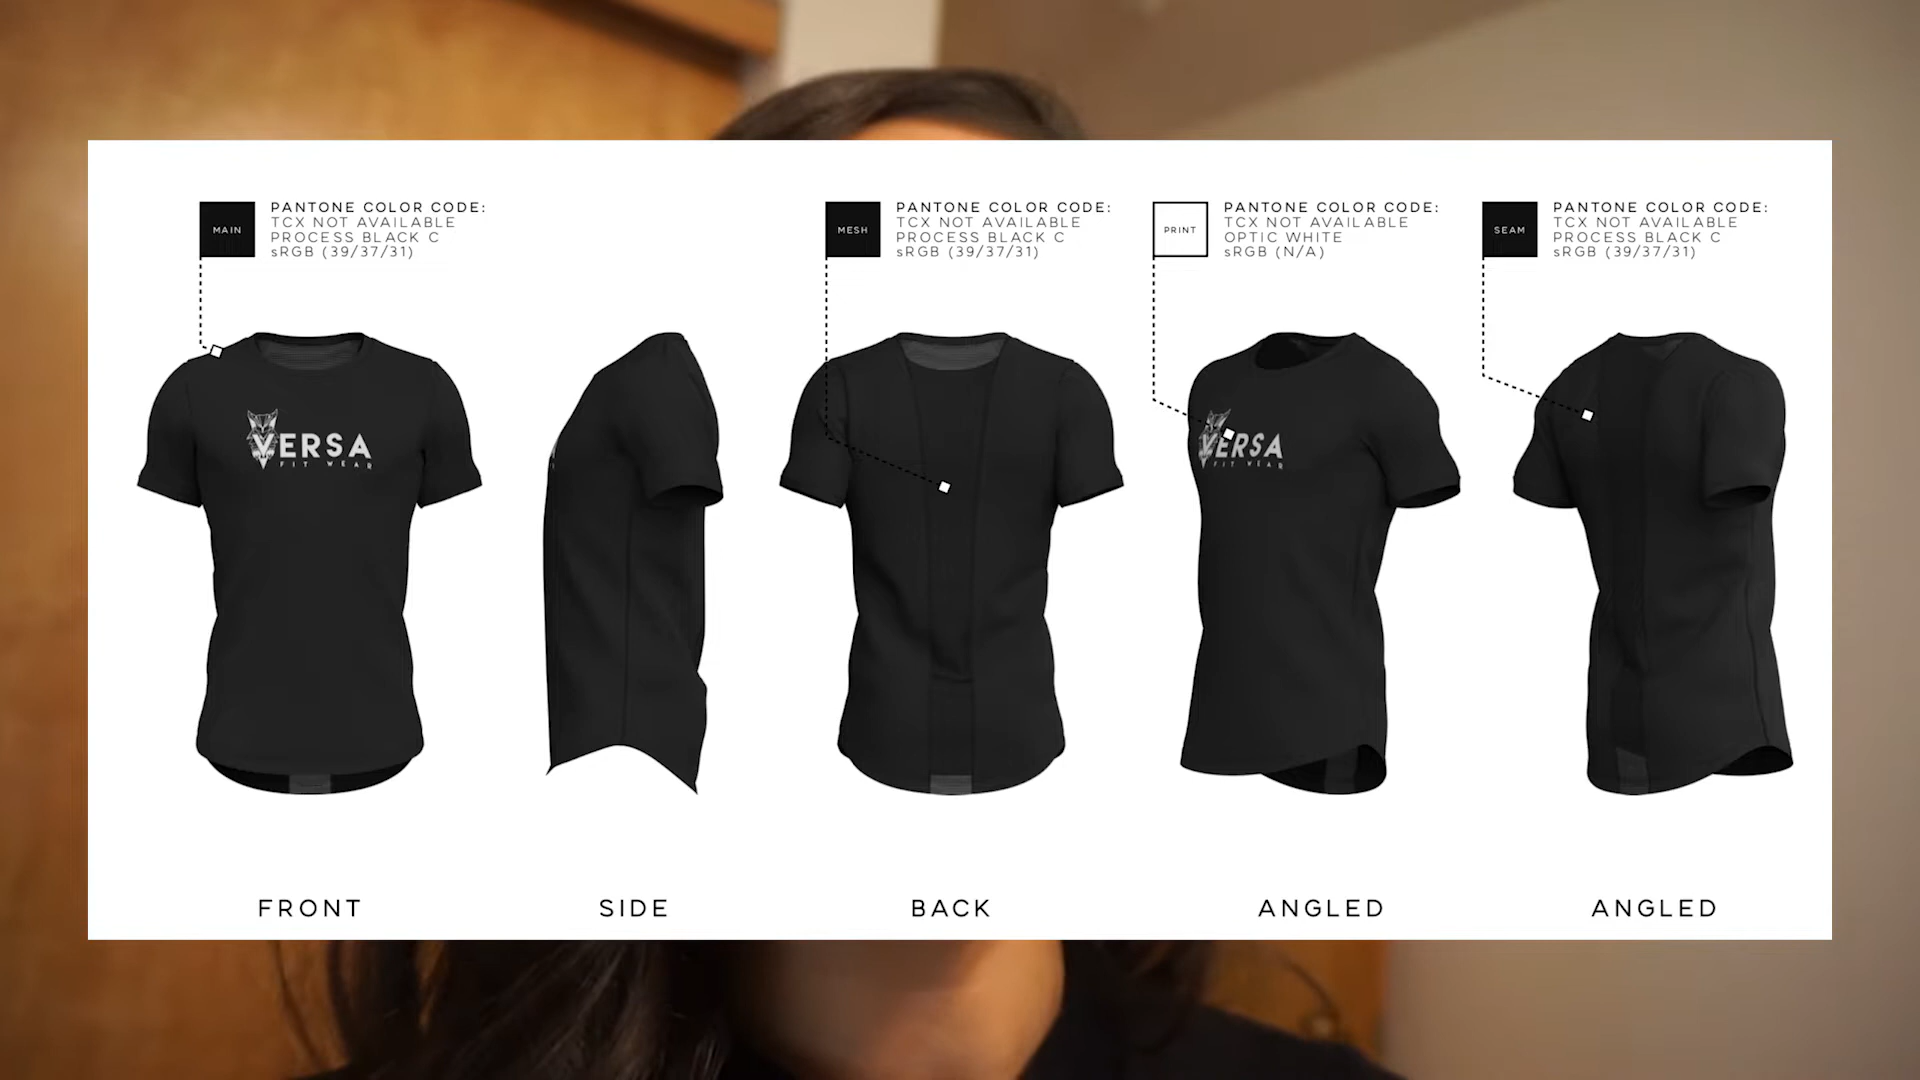 MAIN
PANTONE COLOR CODE:
TCX NOT AVAILABLE
PROCESS BLACK C
sRGB (39/37/31)
MESH
PANTONE COLOR CODE:
TCX NOT AVAILABLE
PROCESS BLACK C
sRGB (39/37/31)
PRINT
PANTONE COLOR CODE:
TCX NOT AVAILABLE
OPTIC WHITE
sRGB (N/A)
SEAM
PANTONE COLOR CODE:
TCX NOT AVAILABLE
PROCESS BLACK C
sRGB (39/37/31)
VERSA
FIT WEAR
VERSA
FIT WEAR
FRONT
SIDE
BACK
ANGLED
ANGLED